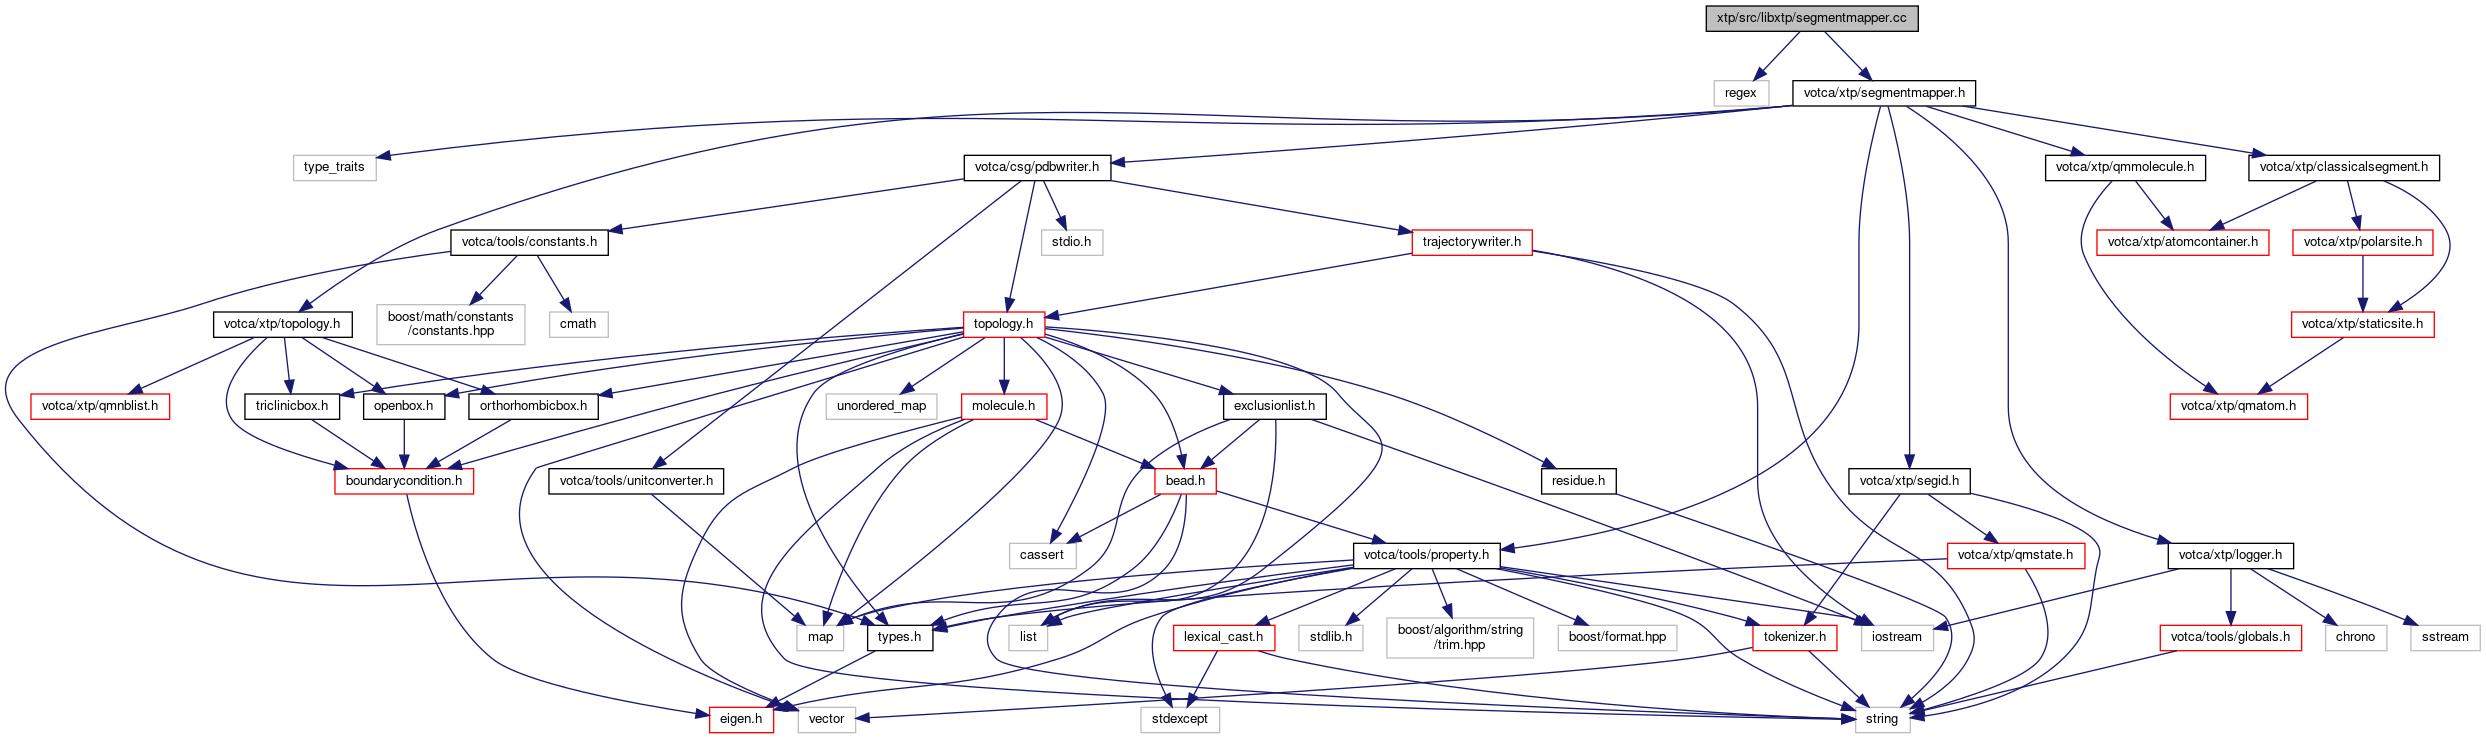 xtp/src/libxtp/segmentmapper.cc
regex
votca/xtp/segmentmapper.h
type_traits
votca/csg/pdbwriter.h
votca/xtp/qmmolecule.h
votca/xtp/classicalsegment.h
votca/tools/constants.h
stdio.h
trajectorywriter.h
votca/xtp/atomcontainer.h
votca/xtp/polarsite.h
votca/xtp/topology.h
boost/math/constants
/constants.hpp
cmath
topology.h
votca/xtp/staticsite.h
votca/xtp/qmnblist.h
triclinicbox.h
openbox.h
orthorhombicbox.h
unordered_map
molecule.h
exclusionlist.h
votca/xtp/qmatom.h
boundarycondition.h
votca/tools/unitconverter.h
bead.h
residue.h
votca/xtp/segid.h
cassert
votca/tools/property.h
votca/xtp/qmstate.h
votca/xtp/logger.h
map
types.h
list
lexical_cast.h
stdlib.h
boost/algorithm/string
/trim.hpp
boost/format.hpp
tokenizer.h
iostream
votca/tools/globals.h
chrono
sstream
eigen.h
vector
stdexcept
string